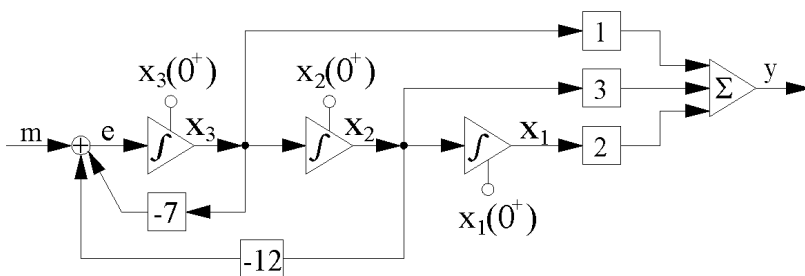 1
x₃(0⁺)
x₂(0⁺)
3
Σ
y
m
+
e
∫
x₃
∫
x₂
∫
x₁
2
-7
x₁(0⁺)
-12